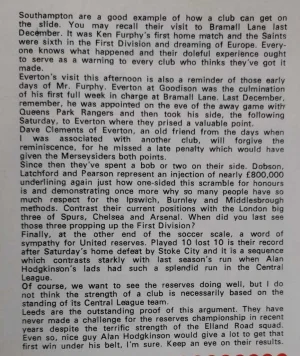 Southampton are a good example of how a club can get on
the slide. You may recall their visit to Bramall Lane last
December. It was Ken Furphy's first home match and the Saints
were sixth in the First Division and dreaming of Europe. Every-
one knows what happened and their doleful experience ought
to serve as a warning to every club who thinks they've got it
made.
Everton's visit this afternoon is also a reminder of those early
days of Mr. Furphy. Everton at Goodison was the culmination
of his first full week in charge at Bramall Lane. Last December,
remember, he was appointed on the eve of the away game with
Queens Park Rangers and then took his side, the following
Saturday, to Everton where they prised a valuable point.
Dave Clements of Everton, an old friend from the days when
I was associated with another club, will forgive the
reminiscence, for he missed a late penalty which would have
given the Merseysiders both points.
Since then they've spent a bob or two on their side. Dobson,
Latchford and Pearson represent an injection of nearly £800,000
underlining again just how one-sided this scramble for honours
is and demonstrating once more why so many people have so
much respect for the Ipswich, Burnley and Middlesbrough
methods. Contrast their current positions with the London big
three of Spurs, Chelsea and Arsenal. When did you last see
those three propping up the First Division?
Finally, at the other end of the soccer scale, a word of
sympathy for United reserves. Played 10 lost 10 is their record
after Saturday's home defeat by Stoke City and it is a sequence
which contrasts starkly with last season's run when Alan
Hodgkinson's lads had such a splendid run in the Central
League.
Of course, we want to see the reserves doing well, but I do
not think the strength of a club is necessarily based on the
standing of its Central League team.
Leeds are the outstanding proof of this argument. They have
never made a challenge for the reserves championship in recent
years despite the terrific strength of the Elland Road squad.
Even so, nice guy Alan Hodgkinson would give a lot to get that
first win under his belt, I'm sure. Keep an eye on their results.